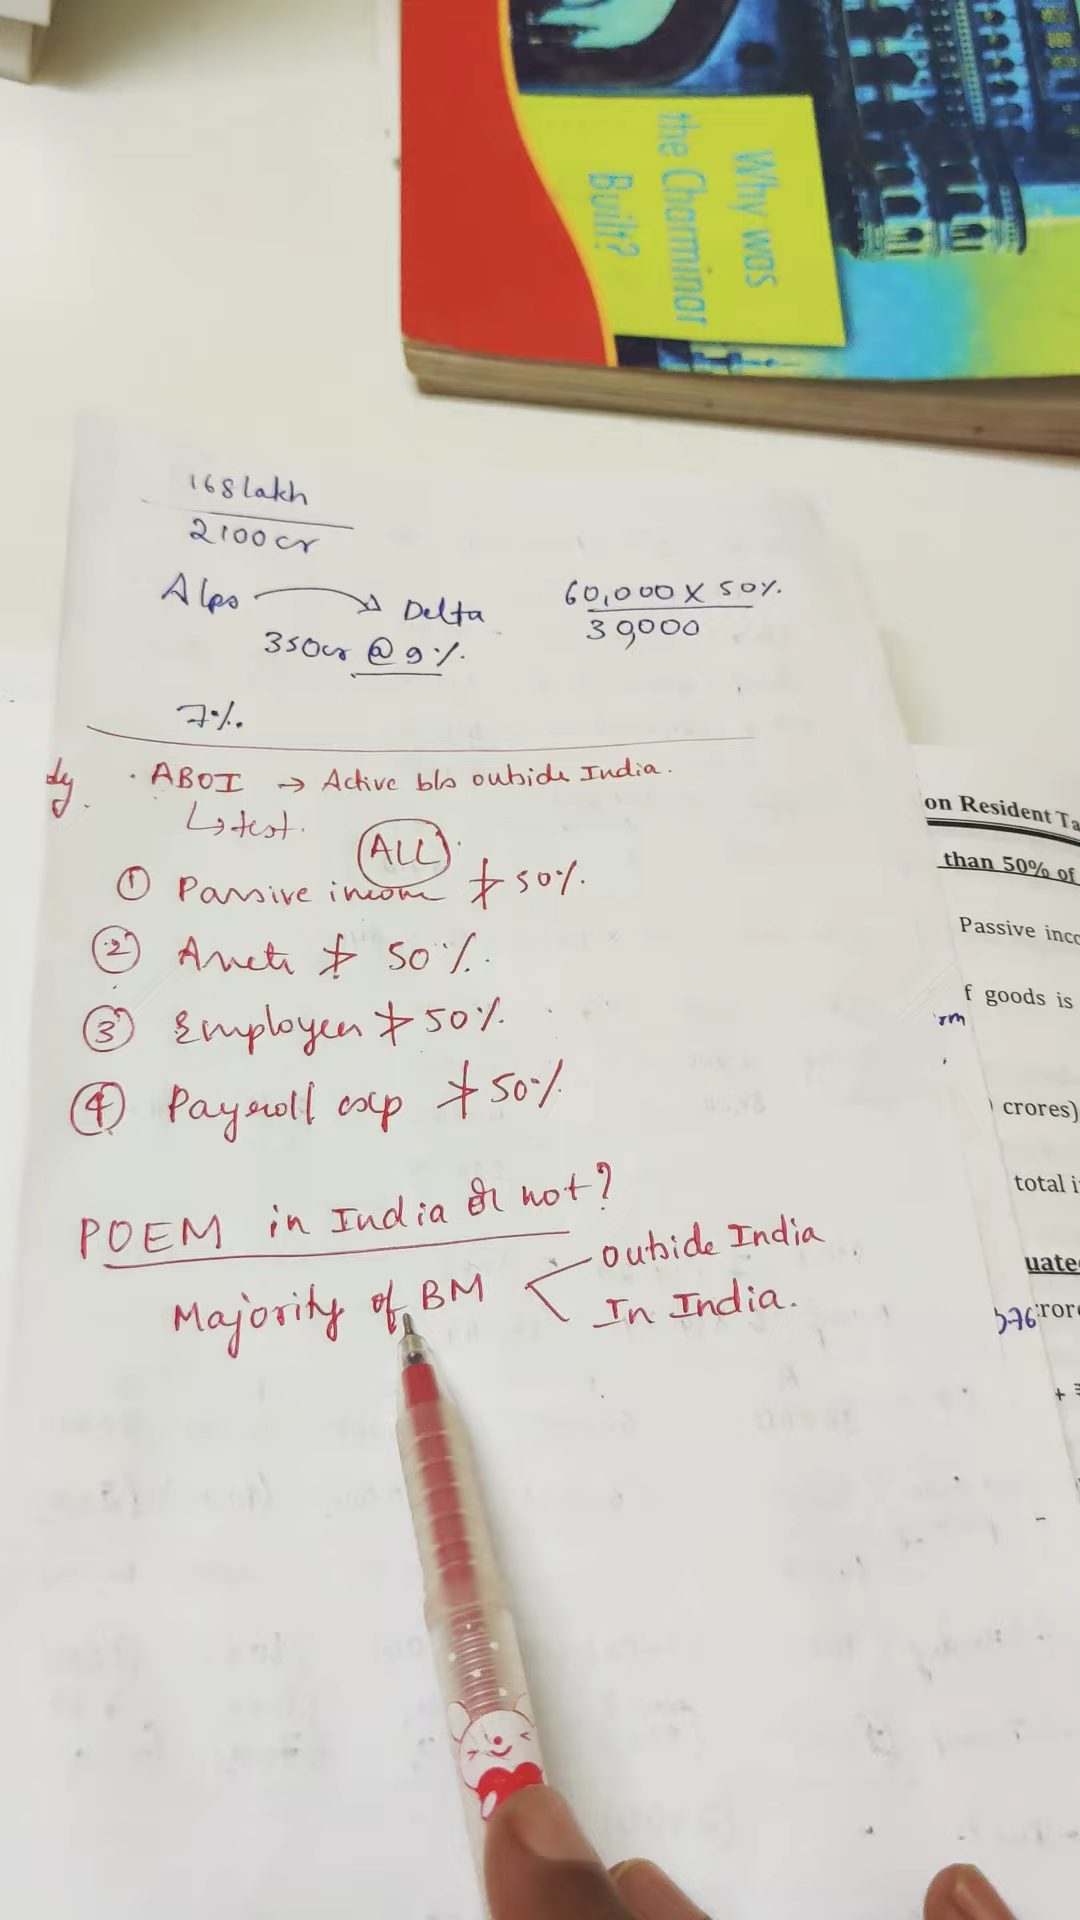 Why was
the Charminar
Built?
168 lakh
2100cr
Alps → Delta
350cr @ 9%.
60,000 X 50%.
30,000
7%.
dy.
· ABOI → Active b/s outside India.
↳ test.
ALL
① Passive income ≯ 50%.
② Assets ≯ 50%.
③ Employees ≯ 50%.
④ Payroll exp ≯ 50%.
POEM in India or not?
Majority of BM
outside India
In India.
on Resident Ta
than 50% of
Passive inco
f goods is
crores)
total i
uate